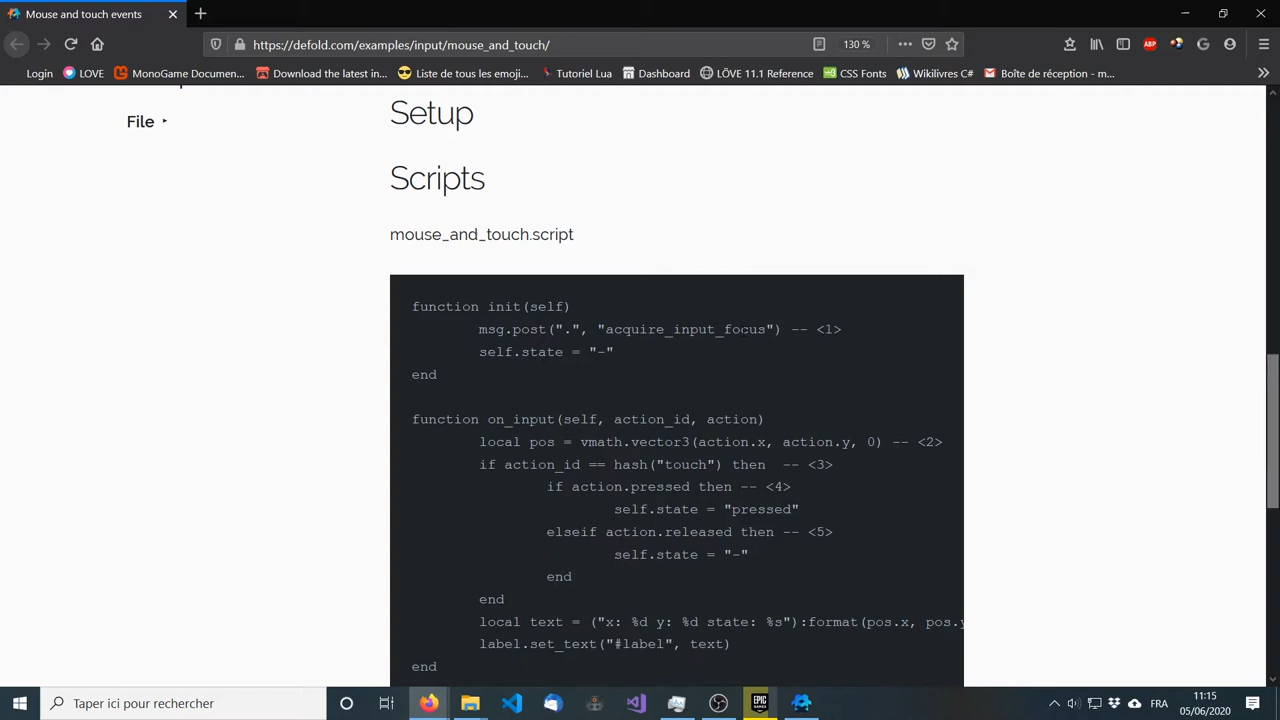 Mouse and touch events
https://defold.com/examples/input/mouse_and_touch/
130 %
ABP
Login
LOVE
MonoGame Documen...
Download the latest in...
Liste de tous les emoji...
Tutoriel Lua
Dashboard
LÖVE 11.1 Reference
CSS Fonts
Wikilivres C#
Boîte de réception - m...
File
Setup
Scripts
mouse_and_touch.script
function init(self)
msg.post(".", "acquire_input_focus") -- <1>
self.state = "-"
end
function on_input(self, action_id, action)
local pos = vmath.vector3(action.x, action.y, 0) -- <2>
if action_id == hash("touch") then  -- <3>
if action.pressed then -- <4>
self.state = "pressed"
elseif action.released then -- <5>
self.state = "-"
end
end
local text = ("x: %d y: %d state: %s"):format(pos.x, pos.y
label.set_text("#label", text)
end
Taper ici pour rechercher
EPIC GAMES
FRA
11:15
05/06/2020